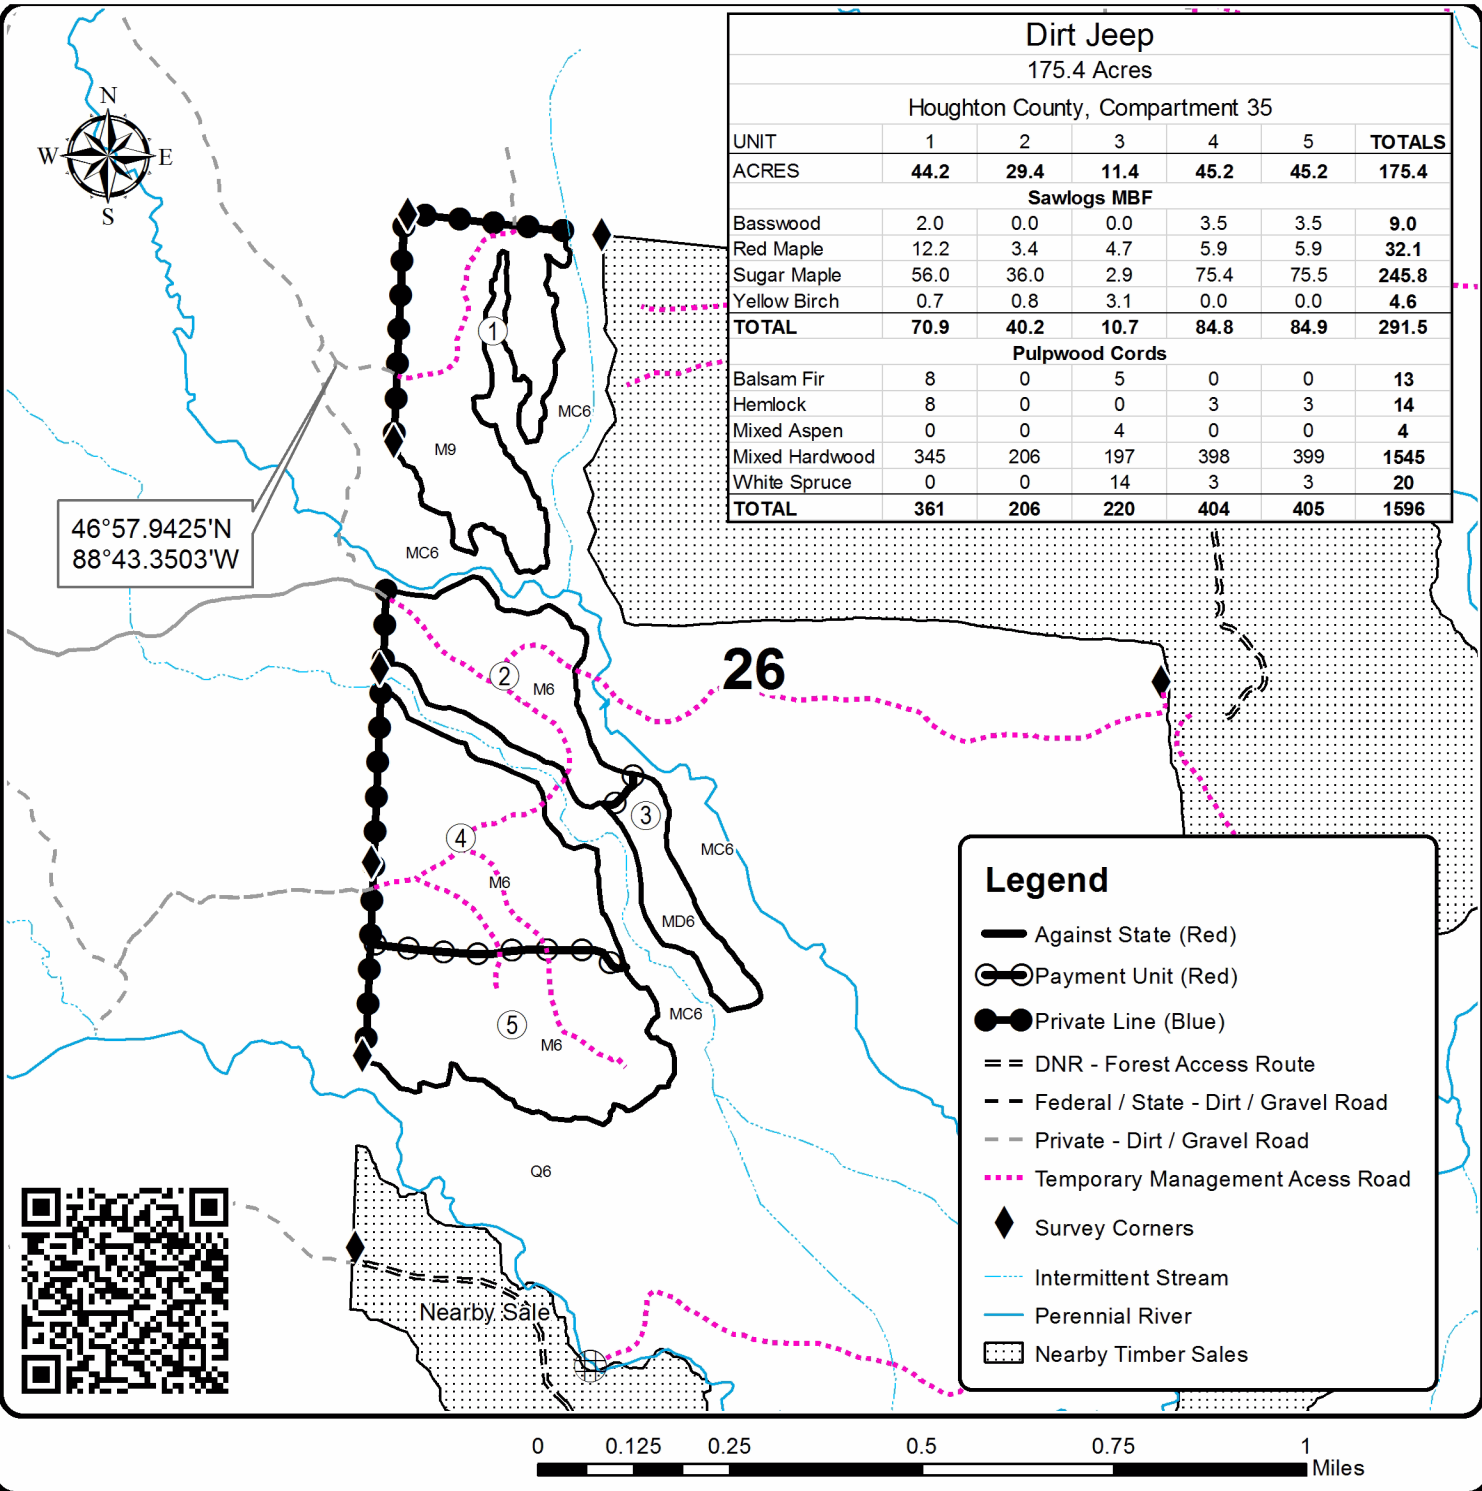 Dirt Jeep
175.4 Acres
Houghton County, Compartment 35
UNIT 1 2 3 4 5 TOTALS
ACRES 44.2 29.4 11.4 45.2 45.2 175.4
Sawlogs MBF
Basswood 2.0 0.0 0.0 3.5 3.5 9.0
Red Maple 12.2 3.4 4.7 5.9 5.9 32.1
Sugar Maple 56.0 36.0 2.9 75.4 75.5 245.8
Yellow Birch 0.7 0.8 3.1 0.0 0.0 4.6
TOTAL 70.9 40.2 10.7 84.8 84.9 291.5
Pulpwood Cords
Balsam Fir 8 0 5 0 0 13
Hemlock 8 0 0 3 3 14
Mixed Aspen 0 0 4 0 0 4
Mixed Hardwood 345 206 197 398 399 1545
White Spruce 0 0 14 3 3 20
TOTAL 361 206 220 404 405 1596
N
W E
S
1
MC6
M9
46°57.9425'N
88°43.3503'W
MC6
26
2
M6
3
4
MC6
M6
MD6
MC6
5
M6
Q6
Nearby Sale
Legend
Against State (Red)
Payment Unit (Red)
Private Line (Blue)
DNR - Forest Access Route
Federal / State - Dirt / Gravel Road
Private - Dirt / Gravel Road
Temporary Management Acess Road
Survey Corners
Intermittent Stream
Perennial River
Nearby Timber Sales
0 0.125 0.25 0.5 0.75 1
Miles